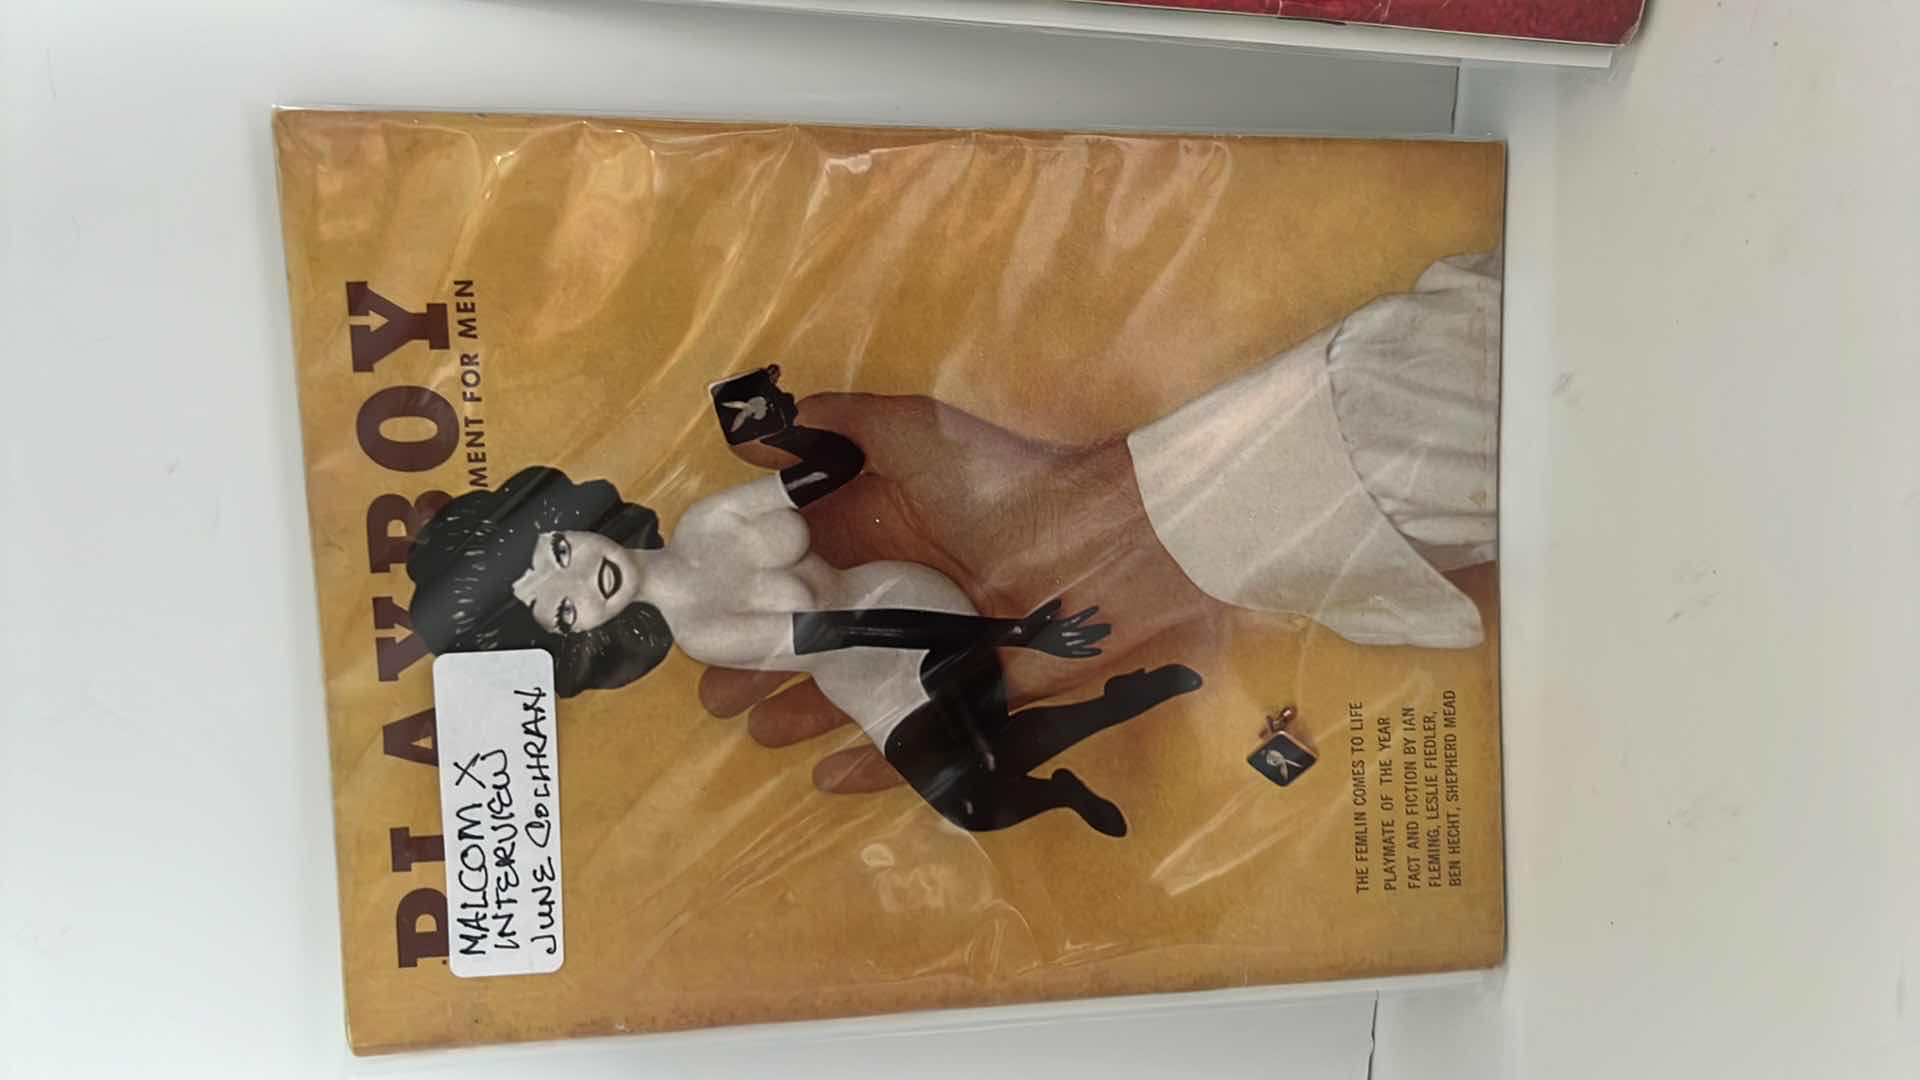 PLAYBOY
MENT FOR MEN
MALCOM X
INTERVIEW
JUNE COCHRAN
THE FEMLIN COMES TO LIFE
PLAYMATE OF THE YEAR
FACT AND FICTION BY IAN
FLEMING, LESLIE FIEDLER,
BEN HECHT, SHEPHERD MEAD